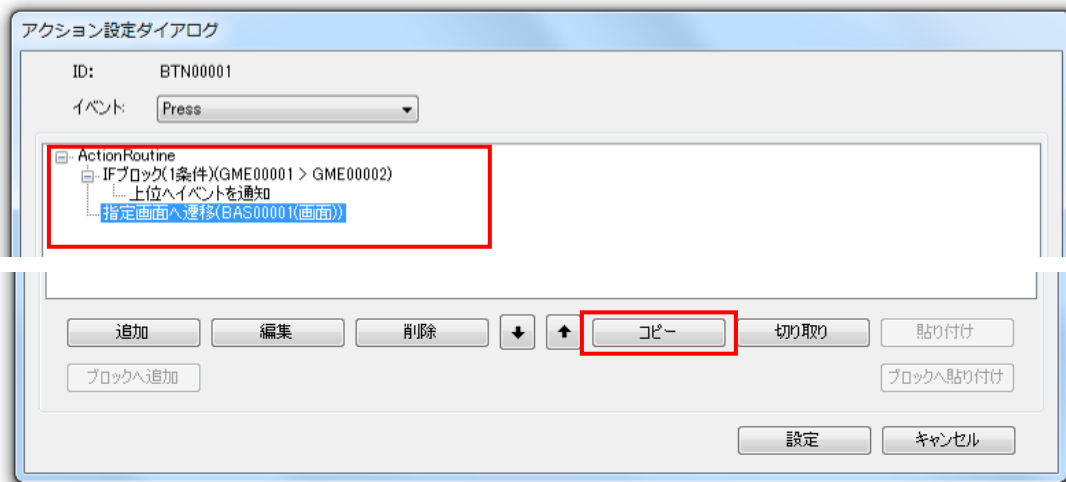 アクション設定ダイアログ
ID: BTN00001
イベント: Press
ActionRoutine
IFブロック(1条件)(GME00001 > GME00002)
上位へイベントを通知
指定画面へ遷移(BAS00001(画面))
追加 編集 削除 コピー 切り取り 貼り付け
ブロックへ追加 ブロックへ貼り付け
設定 キャンセル